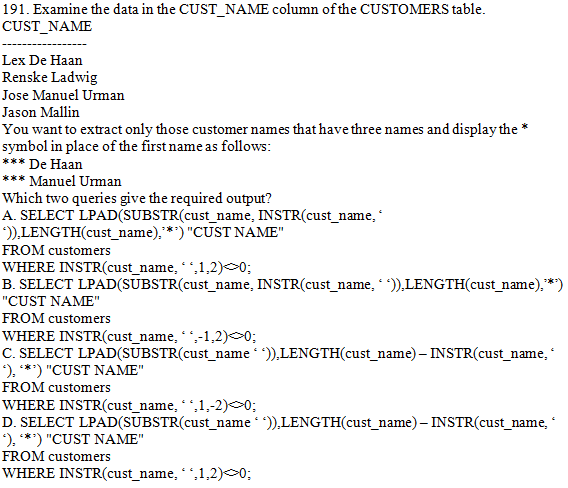 191. Examine the data in the CUST_NAME column of the CUSTOMERS table.
CUST_NAME
-----------------
Lex De Haan
Renske Ladwig
Jose Manuel Urman
Jason Mallin
You want to extract only those customer names that have three names and display the *
symbol in place of the first name as follows:
*** De Haan
*** Manuel Urman
Which two queries give the required output?
A. SELECT LPAD(SUBSTR(cust_name, INSTR(cust_name, ‘
‘)),LENGTH(cust_name),’*’) "CUST NAME"
FROM customers
WHERE INSTR(cust_name, ‘ ‘,1,2)<>0;
B. SELECT LPAD(SUBSTR(cust_name, INSTR(cust_name, ‘ ‘)),LENGTH(cust_name),’*’)
"CUST NAME"
FROM customers
WHERE INSTR(cust_name, ‘ ‘,-1,2)<>0;
C. SELECT LPAD(SUBSTR(cust_name ‘ ‘)),LENGTH(cust_name) – INSTR(cust_name, ‘
‘), ‘*’) "CUST NAME"
FROM customers
WHERE INSTR(cust_name, ‘ ‘,1,-2)<>0;
D. SELECT LPAD(SUBSTR(cust_name ‘ ‘)),LENGTH(cust_name) – INSTR(cust_name, ‘
‘), ‘*’) "CUST NAME"
FROM customers
WHERE INSTR(cust_name, ‘ ‘,1,2)<>0;